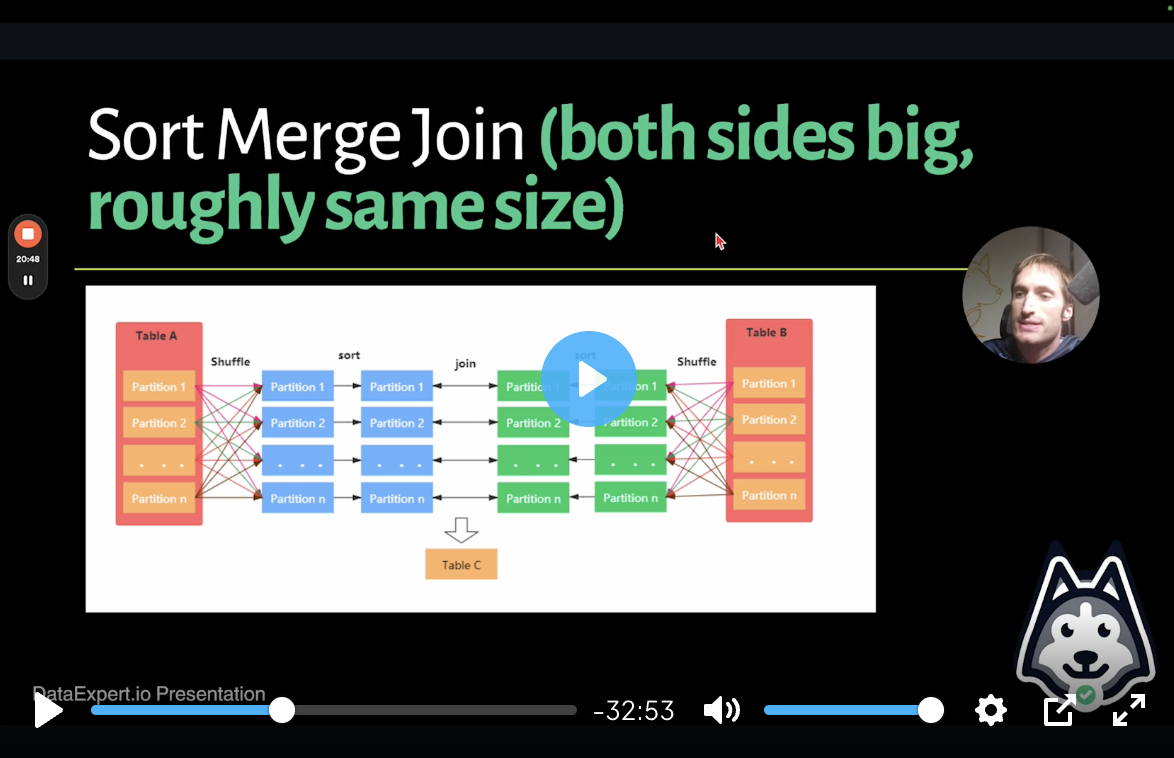 Sort Merge Join (both sides big,
roughly same size)
20:48
Table A
Table B
Shuffle
sort
join
sort
Shuffle
Partition 1
Partition 1
Partition 1
Partition 1
Partition 1
Partition 1
Partition 2
Partition 2
Partition 2
Partition 2
Partition 2
Partition 2
. . .
. . .
. . .
. . .
. . .
. . .
Partition n
Partition n
Partition n
Partition n
Partition n
Partition n
Table C
DataExpert.io Presentation
-32:53